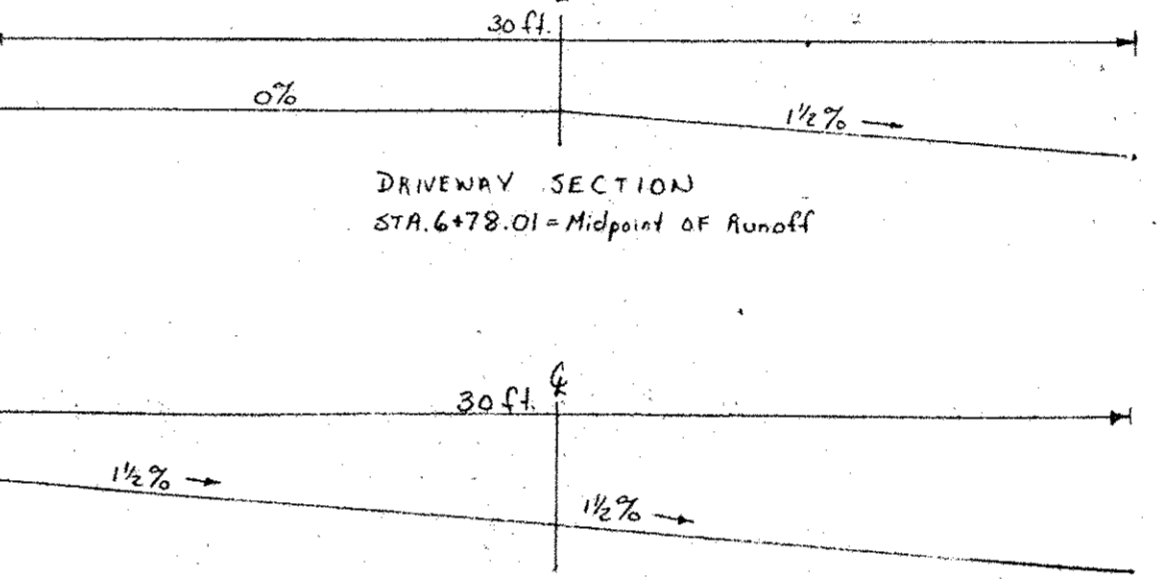 30 ft.
0%
1½% →
DRIVEWAY SECTION
STA. 6+78.01 = Midpoint OF Runoff
℄
30 ft.
1½% →
1½% →